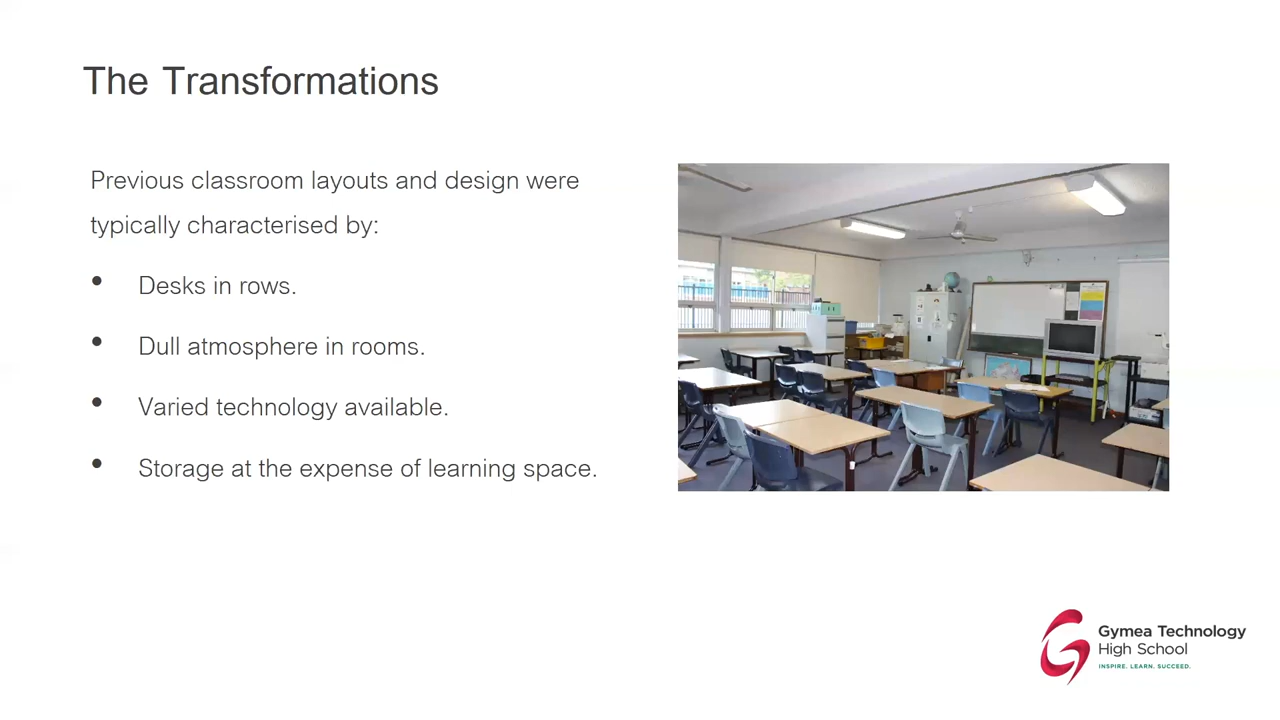 The Transformations
Previous classroom layouts and design were
typically characterised by:
• Desks in rows.
• Dull atmosphere in rooms.
• Varied technology available.
• Storage at the expense of learning space.
Gymea Technology
High School
INSPIRE. LEARN. SUCCEED.